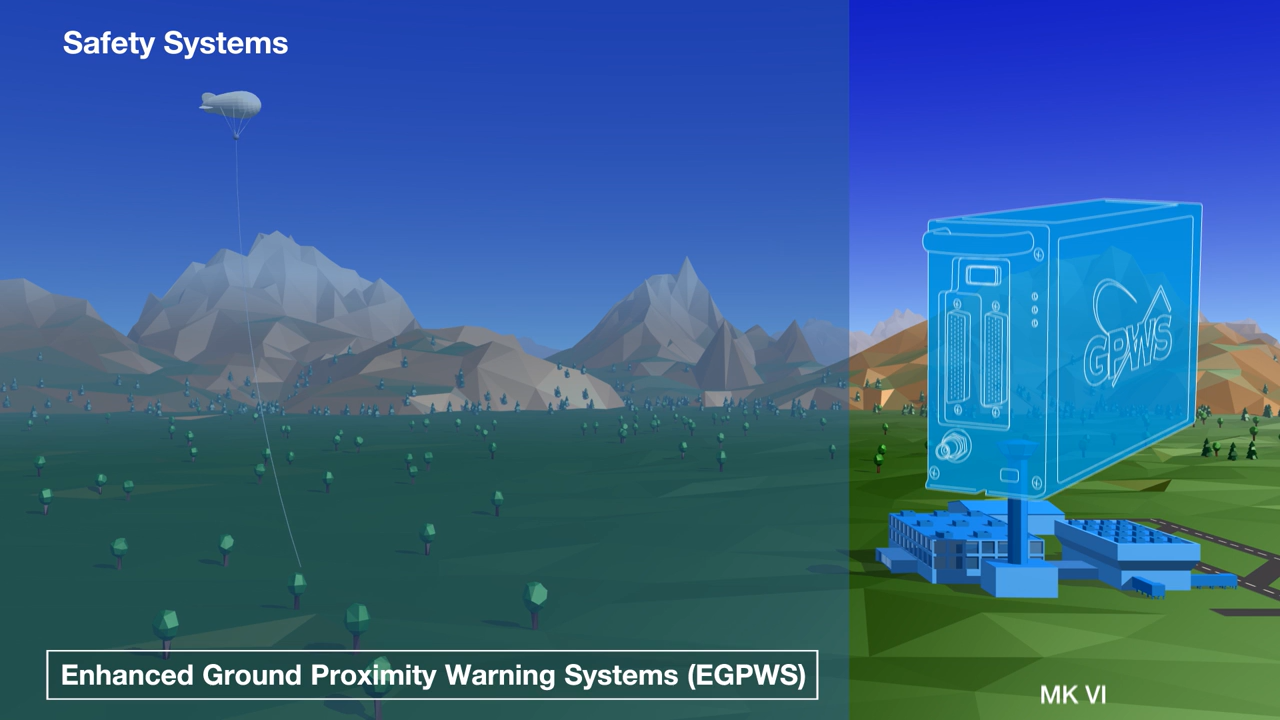 Safety Systems
GPWS
Enhanced Ground Proximity Warning Systems (EGPWS)
MK VI